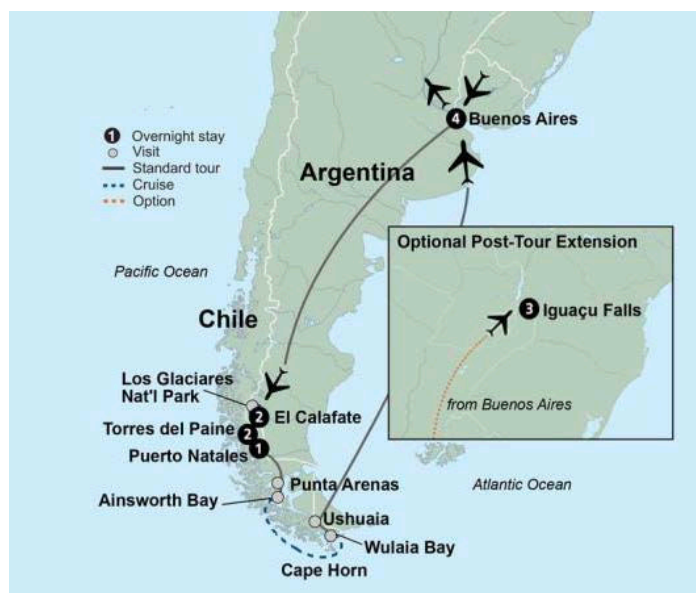 1 Overnight stay
Visit
Standard tour
Cruise
Option
4 Buenos Aires
Argentina
Optional Post-Tour Extension
Pacific Ocean
3 Iguaçu Falls
Chile
Los Glaciares
Nat'l Park
2 El Calafate
from Buenos Aires
Torres del Paine 2
Puerto Natales 1
Punta Arenas
Atlantic Ocean
Ainsworth Bay
Ushuaia
Wulaia Bay
Cape Horn